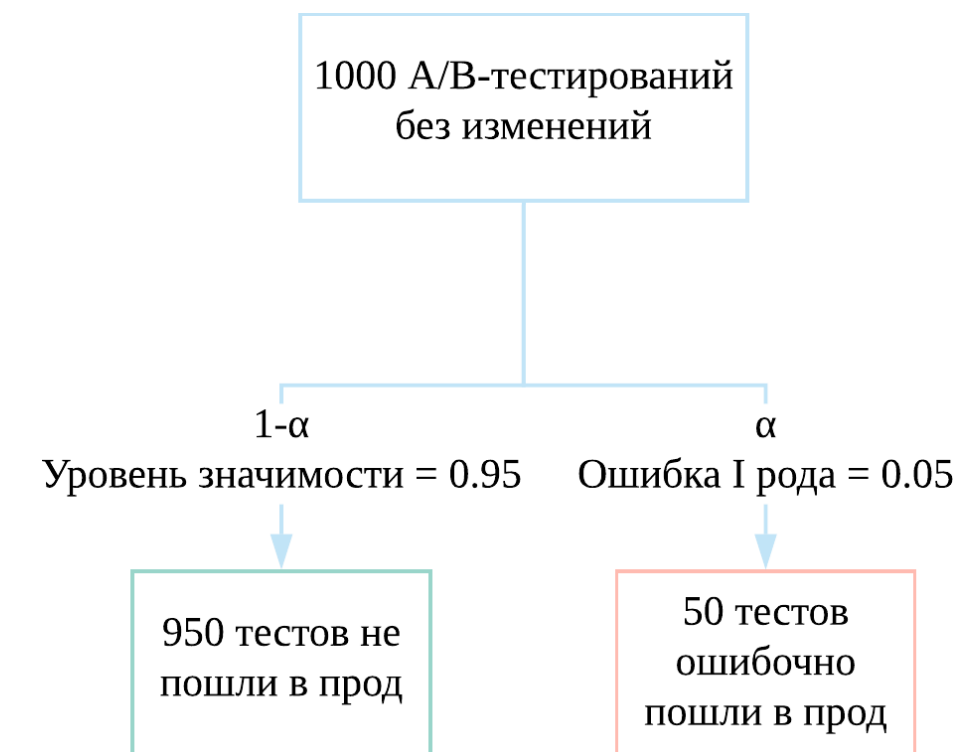 1000 А/В-тестирований
без изменений
1-α
Уровень значимости = 0.95
α
Ошибка I рода = 0.05
950 тестов не
пошли в прод
50 тестов
ошибочно
пошли в прод